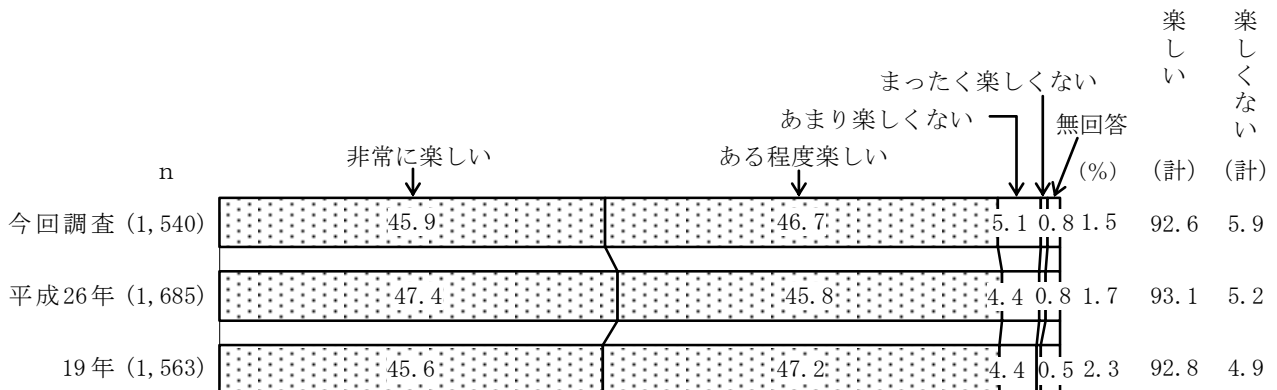 楽しい
楽しくない
まったく楽しくない
あまり楽しくない
無回答
非常に楽しい
ある程度楽しい
n
(%)
(計)
(計)
今回調査 (1,540) 45.9 46.7 5.1 0.8 1.5 92.6 5.9
平成26年 (1,685) 47.4 45.8 4.4 0.8 1.7 93.1 5.2
19年 (1,563) 45.6 47.2 4.4 0.5 2.3 92.8 4.9